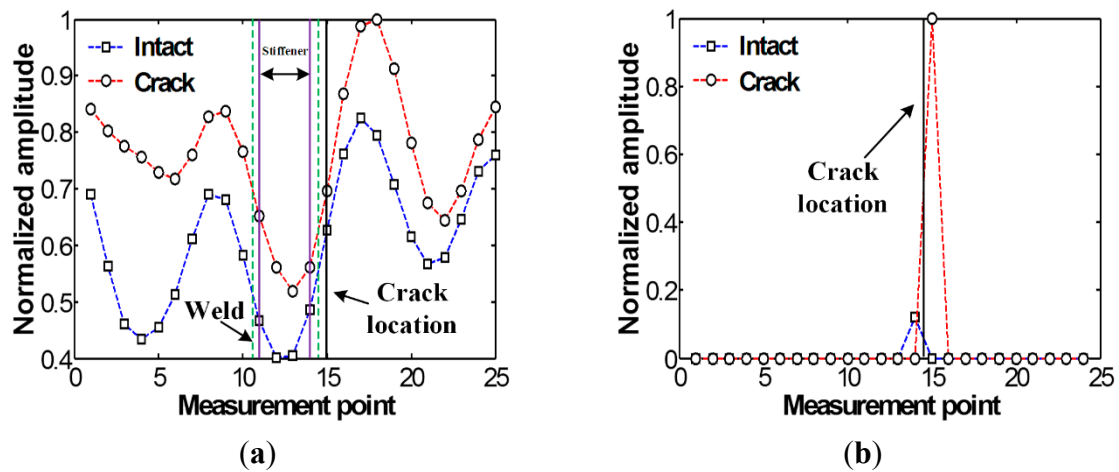 Normalized amplitude
1
0.9
0.8
0.7
0.6
0.5
0.4
Intact
Crack
Stiffener
Weld
Crack
location
0 5 10 15 20 25
Measurement point
(a)
Normalized amplitude
1
0.8
0.6
0.4
0.2
0
Intact
Crack
Crack
location
0 5 10 15 20 25
Measurement point
(b)